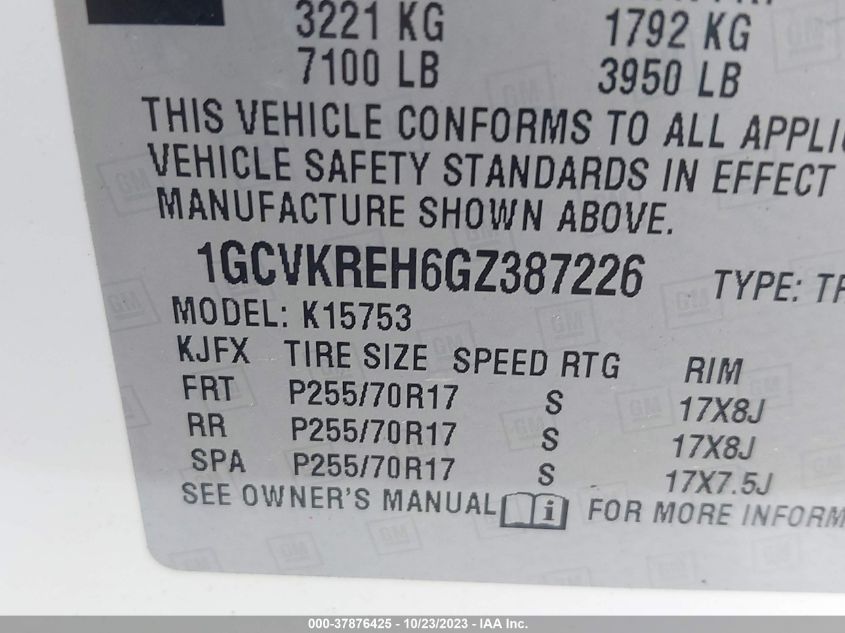 3221 KG 1792 KG
7100 LB 3950 LB
THIS VEHICLE CONFORMS TO ALL
VEHICLE SAFETY STANDARDS IN EFFECT
MANUFACTURE SHOWN ABOVE.
1GCVKREH6GZ387226 TYPE:
MODEL: K15753
KJFX TIRE SIZE SPEED RTG RIM
FRT P255/70R17 S 17X8J
RR P255/70R17 S 17X8J
SPA P255/70R17 S 17X7.5J
SEE OWNER'S MANUAL i FOR MORE
000-37876425 - 10/23/2023 - IAA Inc.